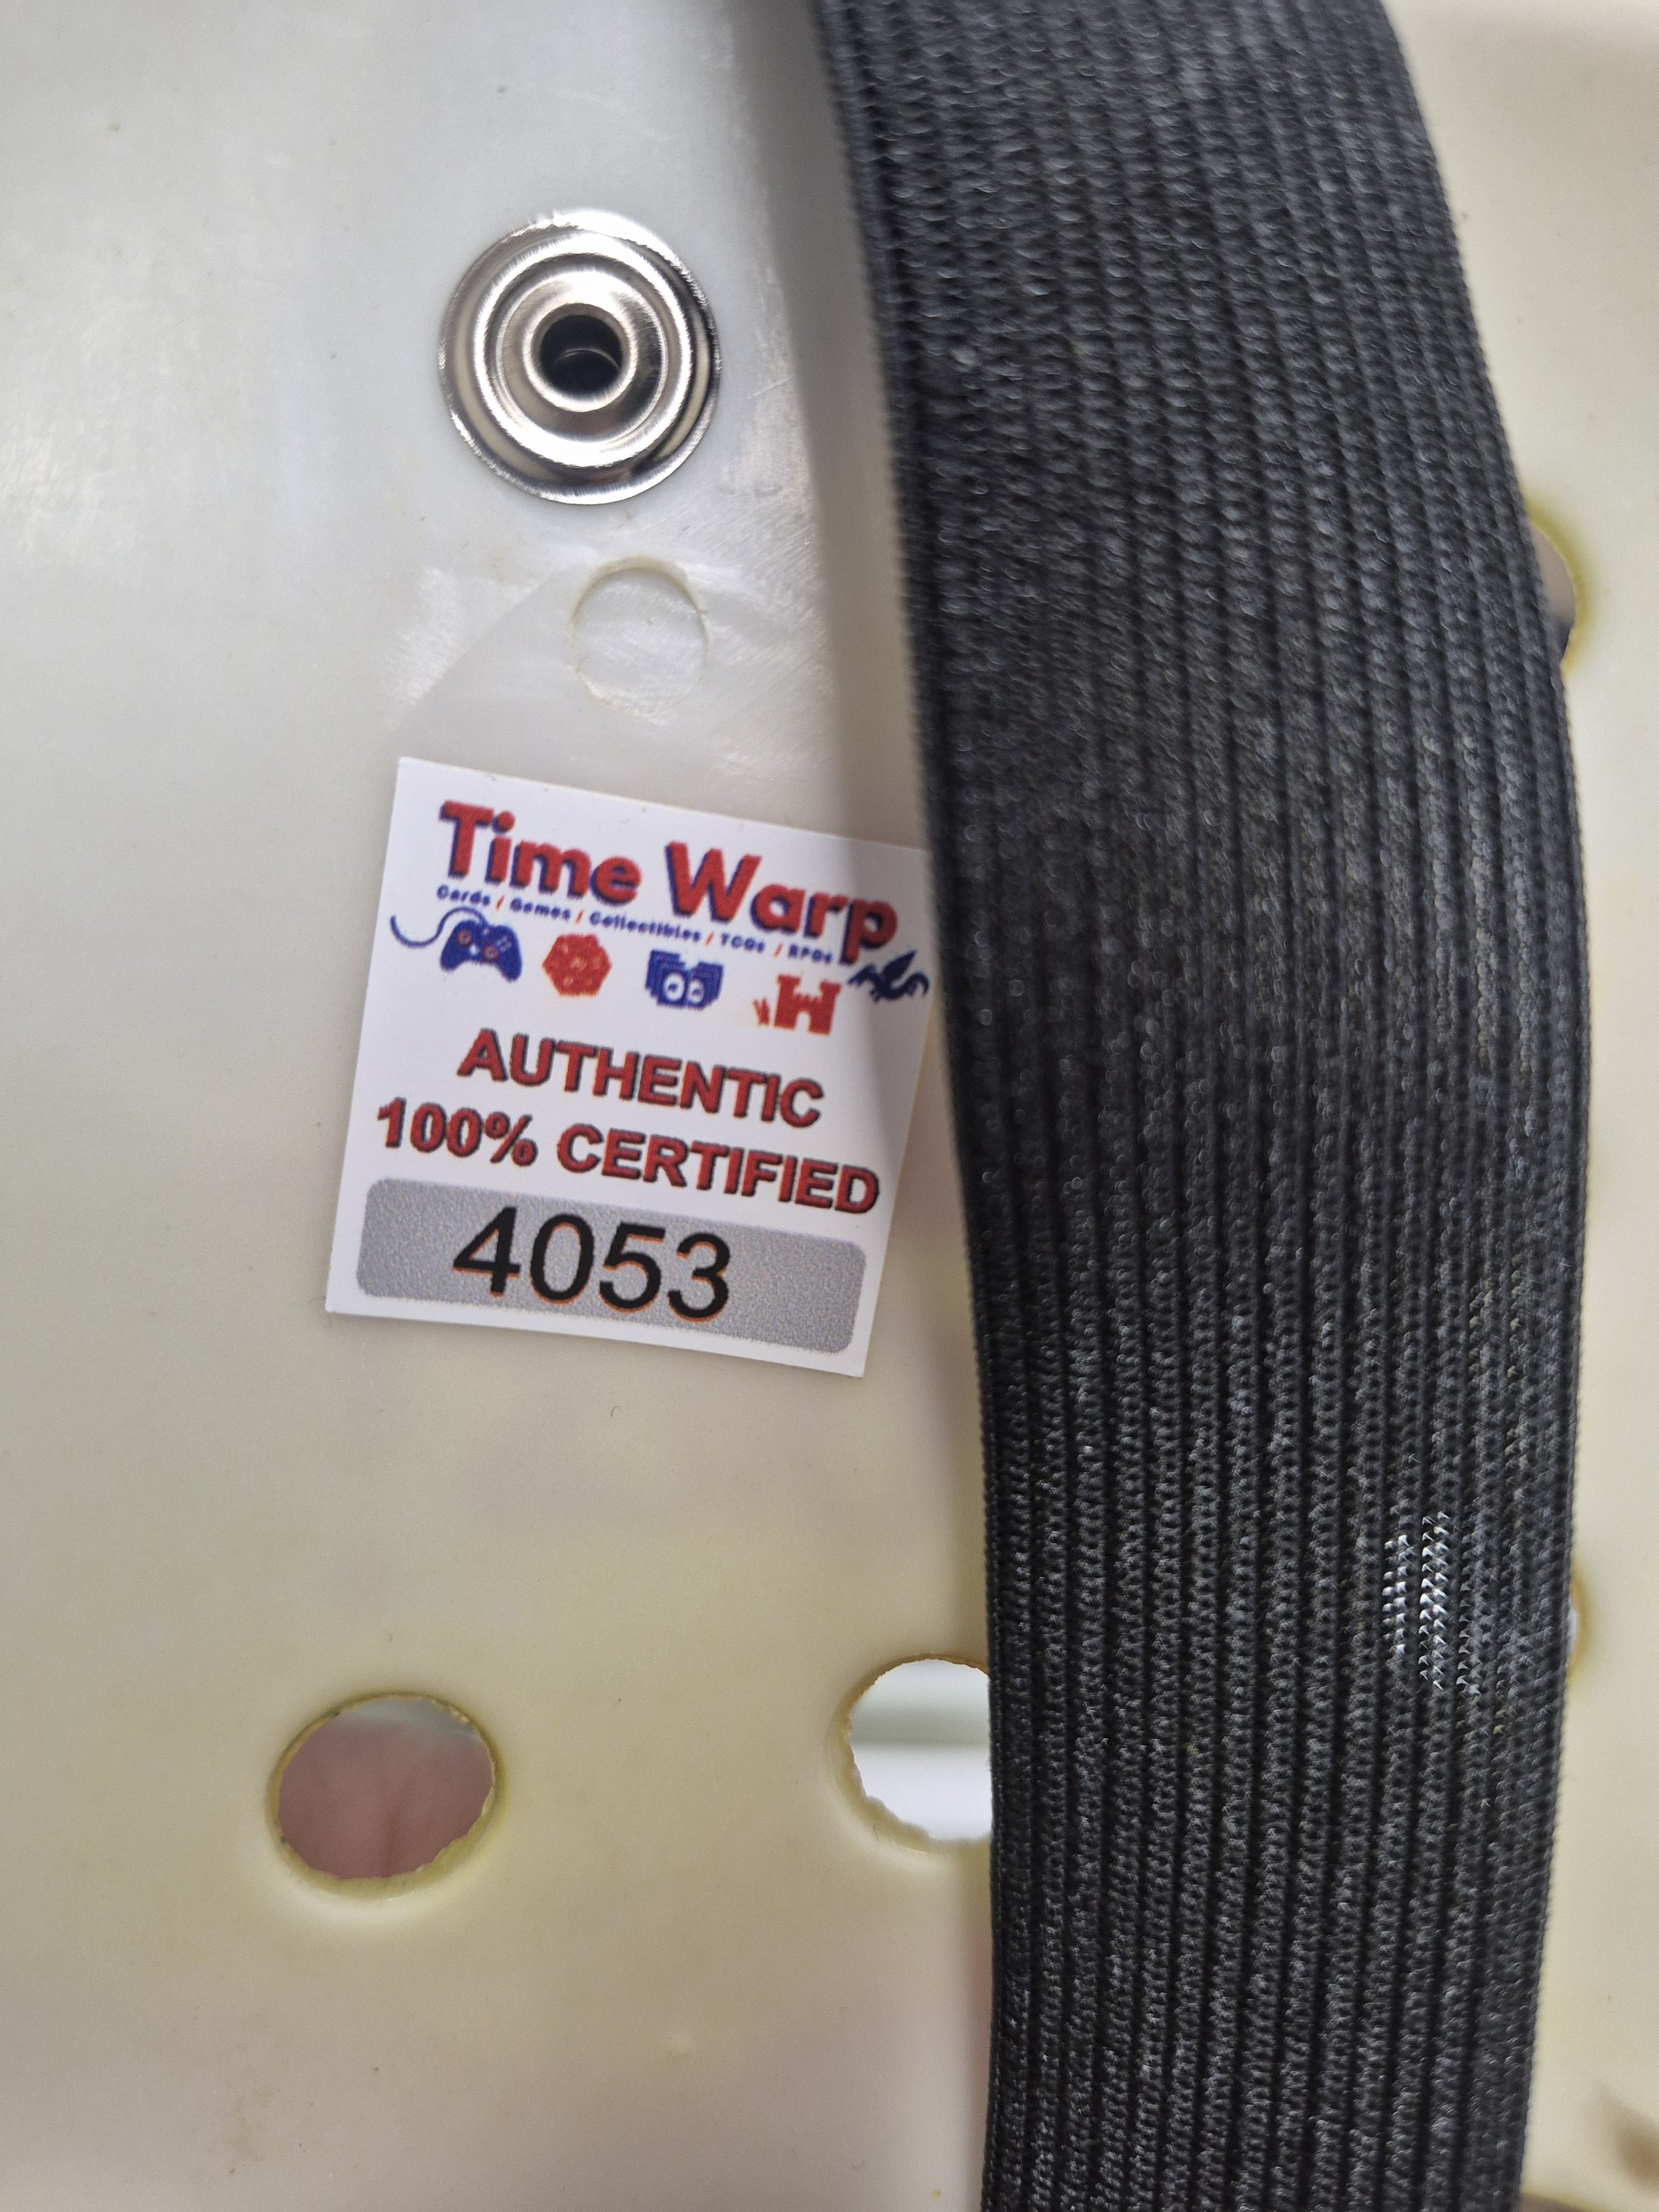 Time Warp
Cards / Games / Collectibles / TCGs / RPGs
AUTHENTIC
100% CERTIFIED
4053